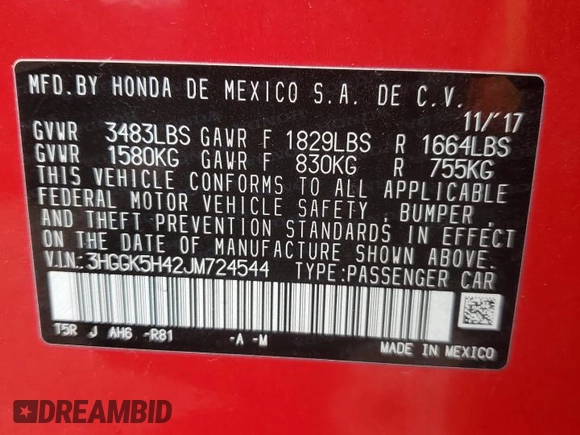 MFD.BY HONDA DE MEXICO S.A. DE C.V.
11/'17
GVWR 3483LBS GAWR F 1829LBS R 1664LBS
GVWR 1580KG GAWR F 830KG R 755KG
THIS VEHICLE CONFORMS TO ALL APPLICABLE
FEDERAL MOTOR VEHICLE SAFETY , BUMPER ,
AND THEFT PREVENTION STANDARDS IN EFFECT
ON THE DATE OF MANUFACTURE SHOWN ABOVE.
V.I.N.: 3HGGK5H42JM724544 TYPE:PASSENGER CAR
T5R J AH6 -R81 -A -M
MADE IN MEXICO
DREAMBID